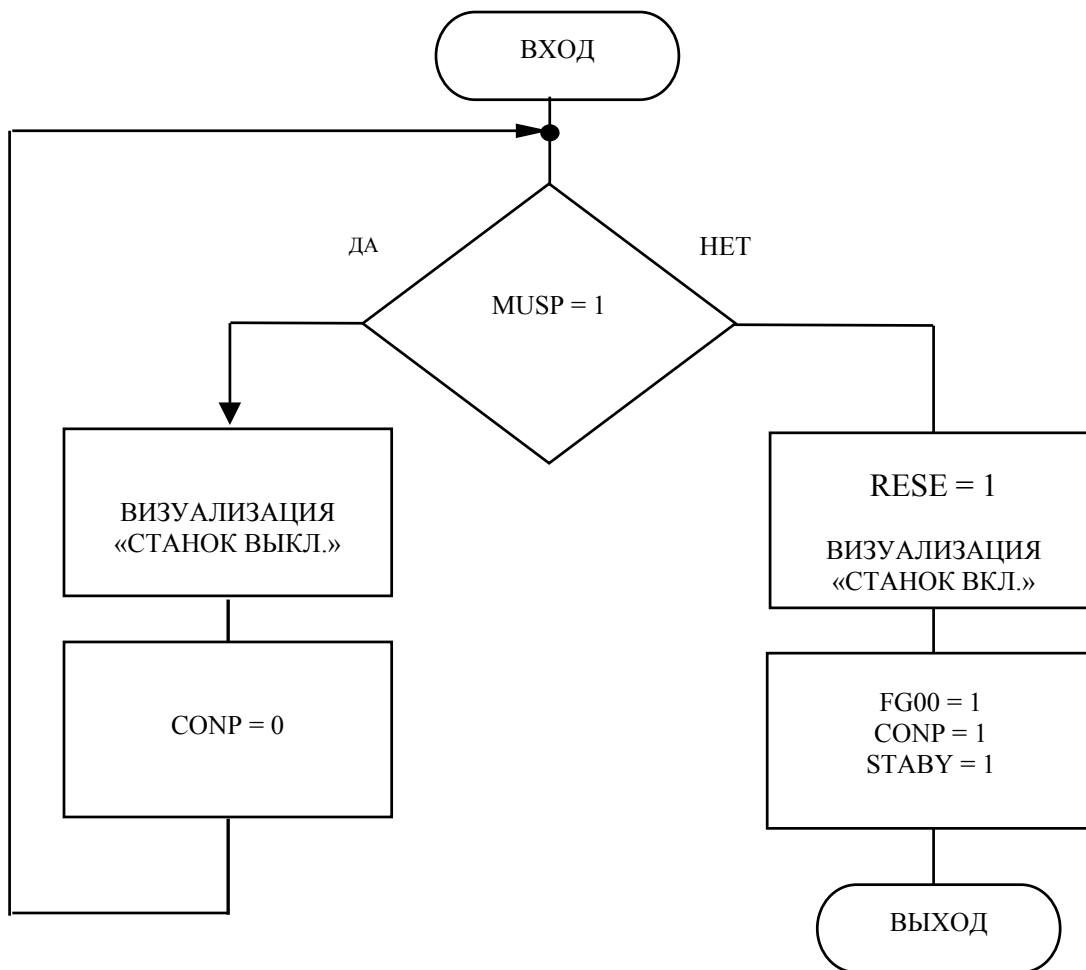 ВХОД
ДА
НЕТ
MUSP = 1
ВИЗУАЛИЗАЦИЯ
«СТАНОК ВЫКЛ.»
CONP = 0
RESE = 1
ВИЗУАЛИЗАЦИЯ
«СТАНОК ВКЛ.»
FG00 = 1
CONP = 1
STABY = 1
ВЫХОД